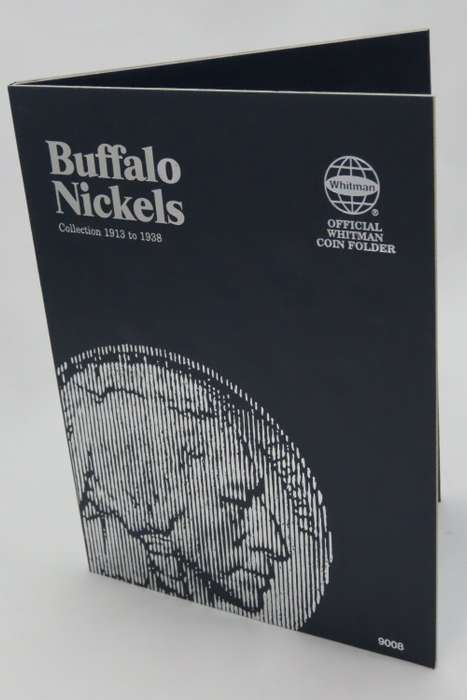 Buffalo
Nickels
Collection 1913 to 1938
Whitman
®
OFFICIAL
WHITMAN
COIN FOLDER
9008